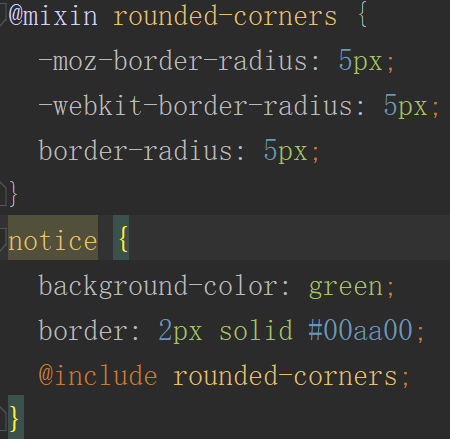 @mixin rounded-corners {
-moz-border-radius: 5px;
-webkit-border-radius: 5px;
border-radius: 5px;
}
notice {
background-color: green;
border: 2px solid #00aa00;
@include rounded-corners;
}